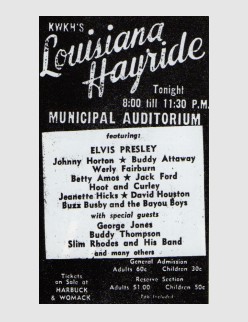 KWKH'S
Louisiana
Hayride
Tonight
8:00 till 11:30 P.M.
MUNICIPAL AUDITORIUM
featuring:
ELVIS PRESLEY
Johnny Horton ★ Buddy Attaway
Werly Fairburn
Betty Amos ★ Jack Ford
Hoot and Curley
Jeanette Hicks ★ David Houston
Buzz Busby and the Bayou Boys
with special guests
George Jones
Buddy Thompson
Slim Rhodes and His Band
and many others
General Admission
Adults 60c Children 30c
Tickets
on Sale at
HARBUCK
& WOMACK
Reserve Section
Adults $1.00 Children 50c
Tax Included